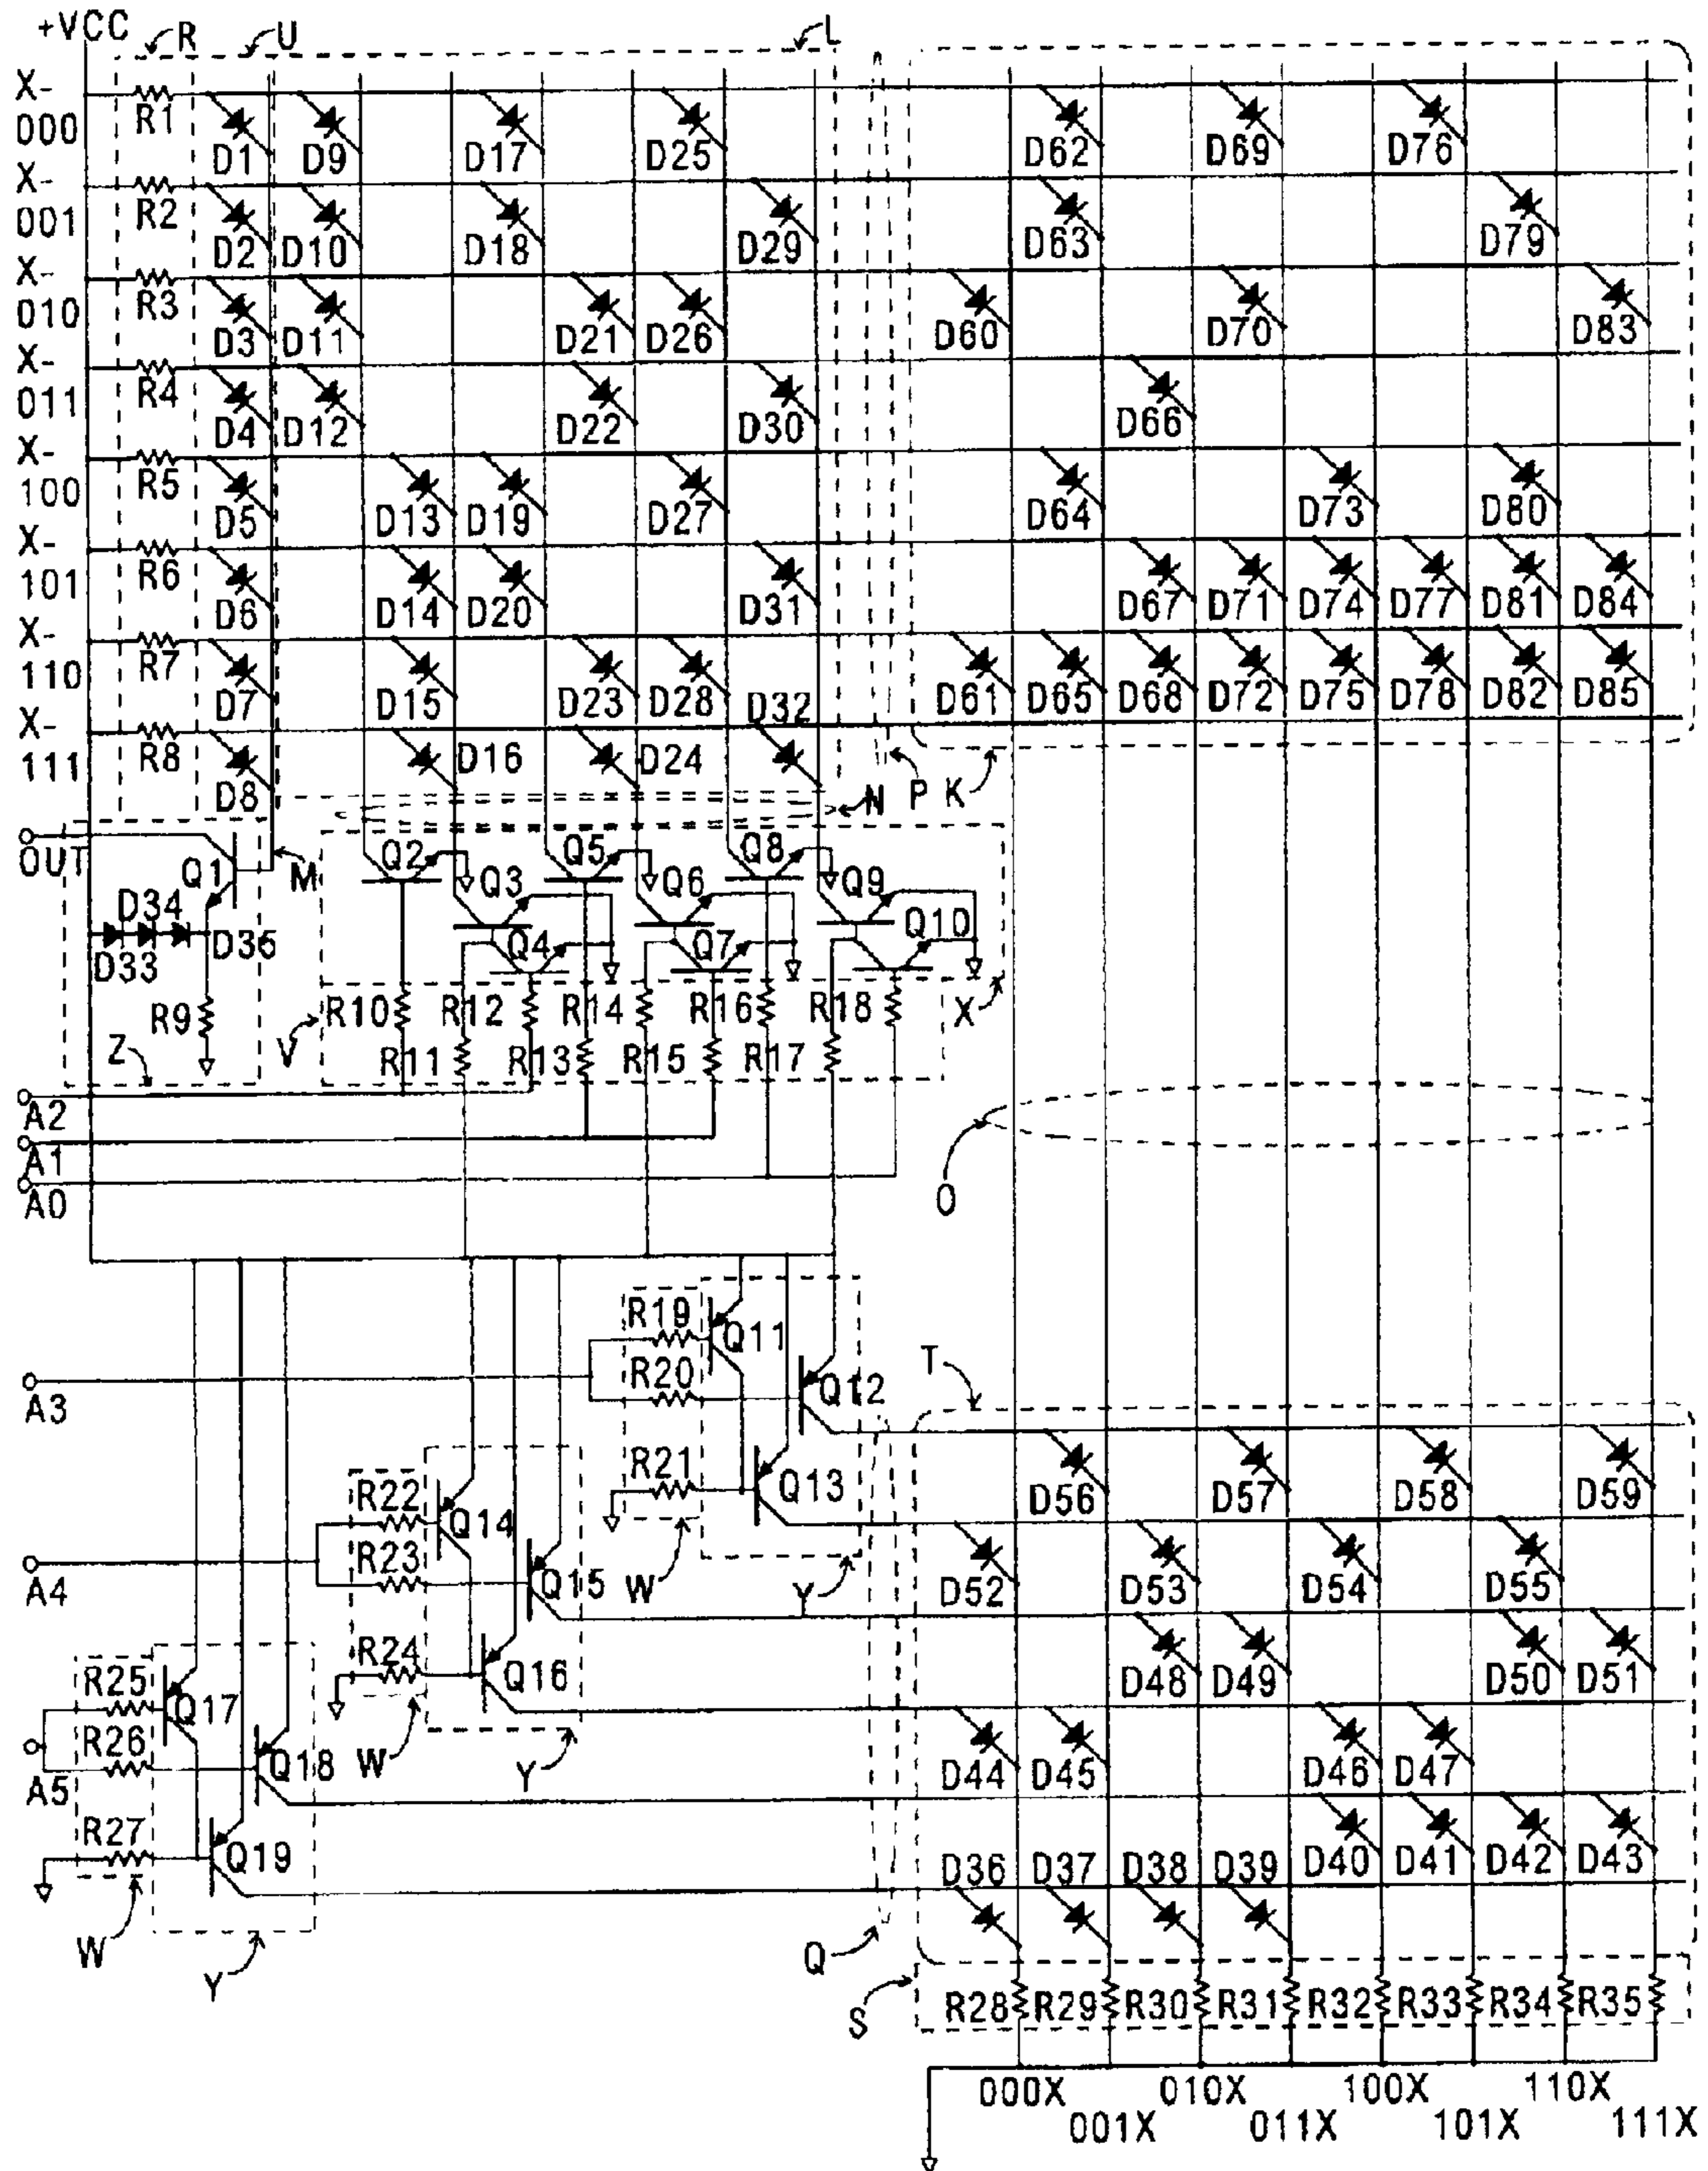 +VCC R U L
X-
000 R1 D1 D9 D17 D25 D62 D69 D76
X-
001 R2 D2 D10 D18 D29 D63 D79
X-
010 R3 D3 D11 D21 D26 D60 D70 D83
X-
011 R4 D4 D12 D22 D30 D66
X-
100 R5 D5 D13 D19 D27 D64 D73 D80
X-
101 R6 D6 D14 D20 D31 D67 D71 D74 D77 D81 D84
X-
110 R7 D7 D15 D23 D28 D32 D61 D65 D68 D72 D75 D78 D82 D85
X-
111 R8 D8 D16 D24
N P K
OUT Q1 M Q2 Q3 Q5 Q6 Q8 Q9
D34 Q4 Q7 Q10
D33 D35
R9 R10 R12 R14 R16 R18 X
Z V R11 R13 R15 R17
A2
A1
A0 O
R19 Q11
A3 R20 Q12 T
R21 Q13 D56 D57 D58 D59
R22 Q14
A4 R23 Q15 W Y D52 D53 D54 D55
R24 Q16 D48 D49 D50 D51
R25 Q17
R26 Q18 W Y D44 D45 D46 D47
A5
R27 Q19 D36 D37 D38 D39 D40 D41 D42 D43
W Y Q
S R28 R29 R30 R31 R32 R33 R34 R35
000X 010X 100X 110X
001X 011X 101X 111X